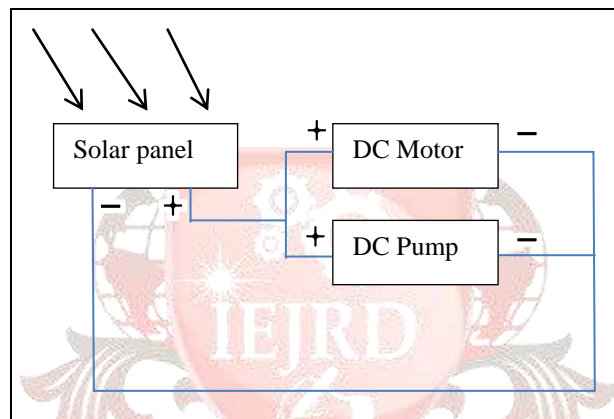 + −
Solar panel DC Motor
− +
+ −
DC Pump
IEJRD